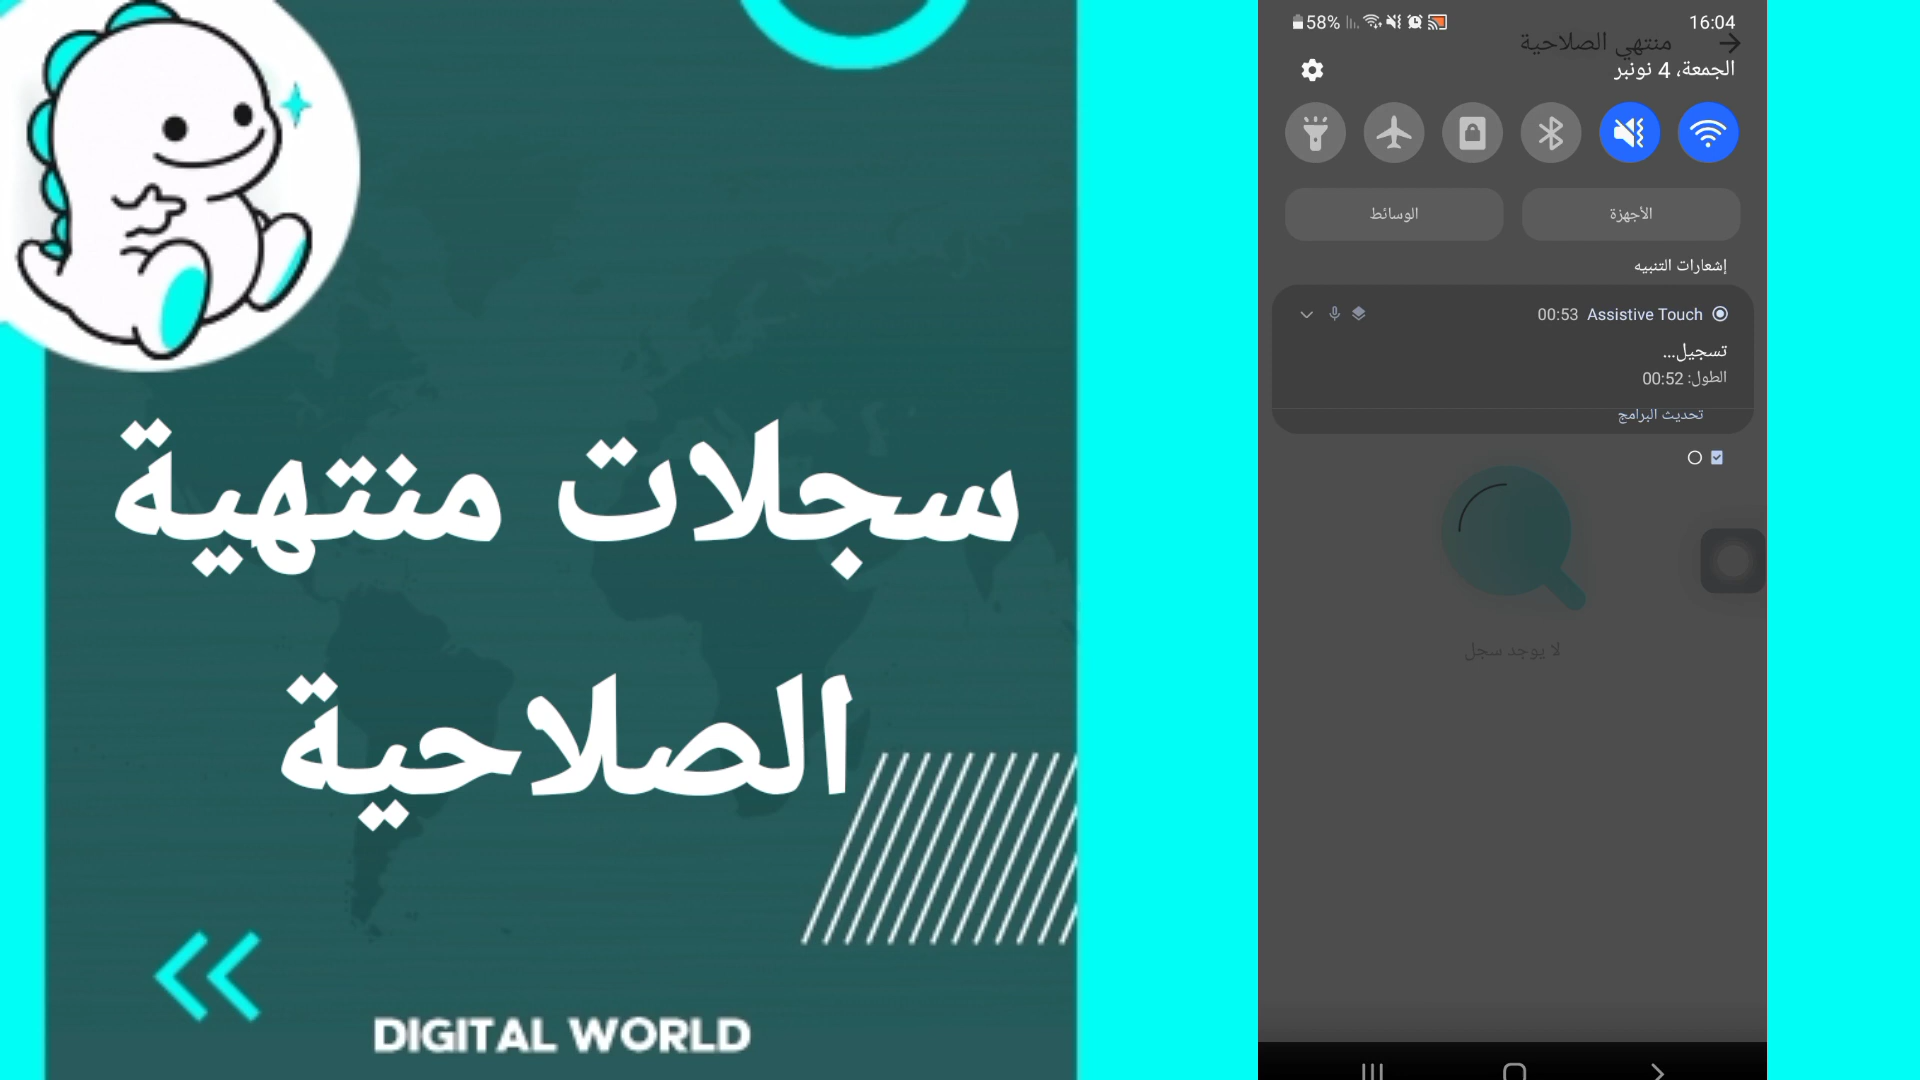 سجلات منتهية
الصلاحية
DIGITAL WORLD
58%
16:04
منتهي الصلاحية
الجمعة، 4 نونبر
الأجهزة
الوسائط
إشعارات التنبيه
Assistive Touch 00:53
تسجيل...
الطول: 00:52
تحديث البرامج
لا يوجد سجل